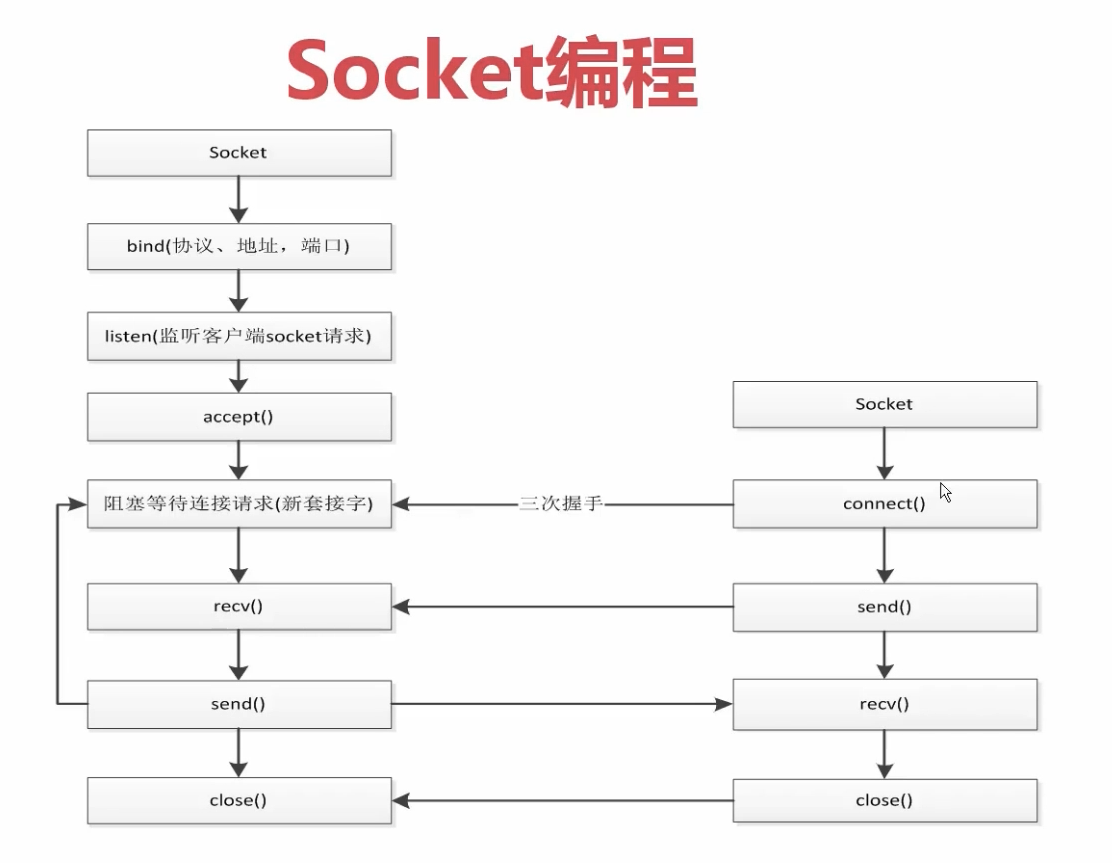 Socket编程
Socket
bind(协议、地址，端口)
listen(监听客户端socket请求)
accept()
阻塞等待连接请求(新套接字)
recv()
send()
close()
三次握手
Socket
connect()
send()
recv()
close()